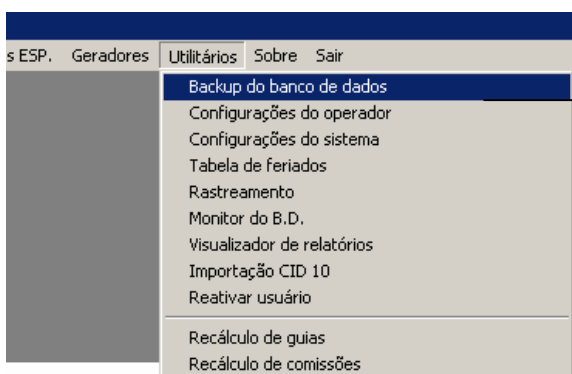 s ESP. Geradores Utilitários Sobre Sair
Backup do banco de dados
Configurações do operador
Configurações do sistema
Tabela de feriados
Rastreamento
Monitor do B.D.
Visualizador de relatórios
Importação CID 10
Reativar usuário
Recálculo de guias
Recálculo de comissões